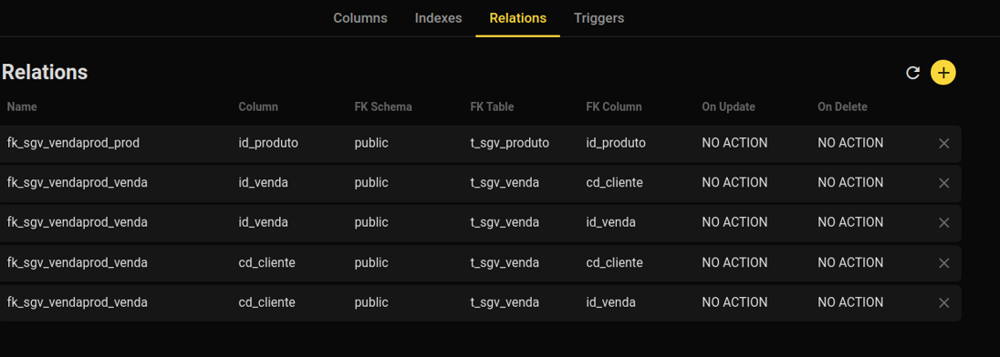 Columns Indexes Relations Triggers
Relations
Name Column FK Schema FK Table FK Column On Update On Delete
fk_sgv_vendaprod_prod id_produto public t_sgv_produto id_produto NO ACTION NO ACTION
fk_sgv_vendaprod_venda id_venda public t_sgv_venda cd_cliente NO ACTION NO ACTION
fk_sgv_vendaprod_venda id_venda public t_sgv_venda id_venda NO ACTION NO ACTION
fk_sgv_vendaprod_venda cd_cliente public t_sgv_venda cd_cliente NO ACTION NO ACTION
fk_sgv_vendaprod_venda cd_cliente public t_sgv_venda id_venda NO ACTION NO ACTION